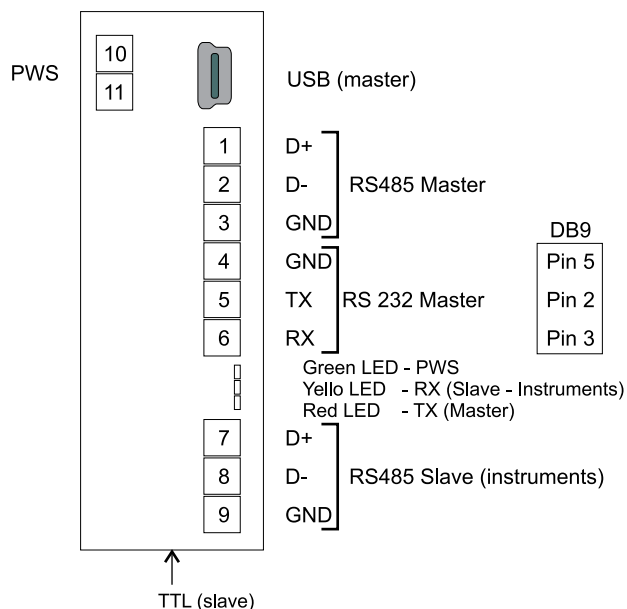 PWS
10
11
USB (master)
1 D+
2 D- RS485 Master
3 GND
DB9
4 GND Pin 5
5 TX RS 232 Master Pin 2
6 RX Pin 3
Green LED - PWS
Yello LED - RX (Slave - Instruments)
Red LED - TX (Master)
7 D+
8 D- RS485 Slave (instruments)
9 GND
TTL (slave)